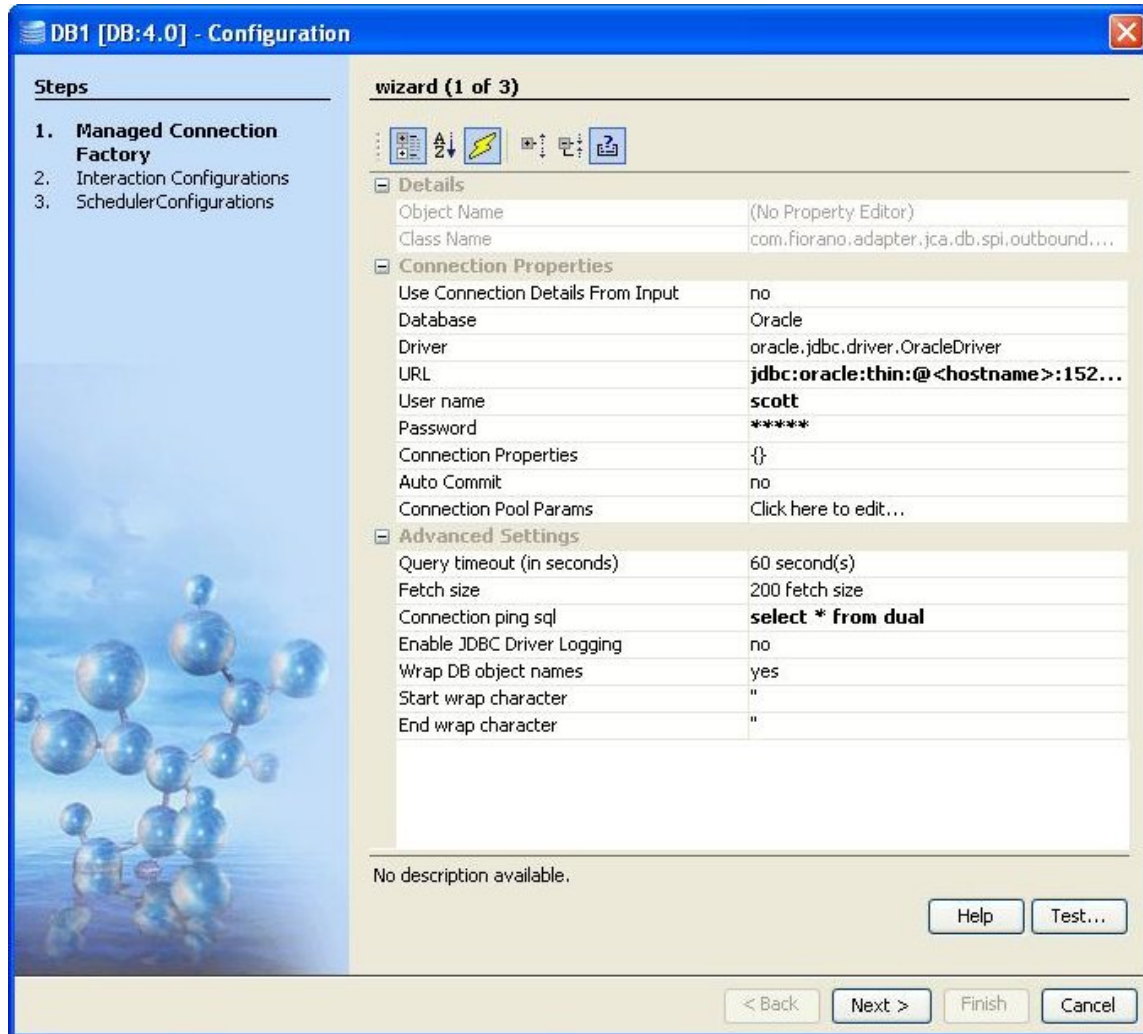 DB1 [DB:4.0] - Configuration
Steps
1. Managed Connection
Factory
2. Interaction Configurations
3. SchedulerConfigurations
wizard (1 of 3)
Details
Object Name (No Property Editor)
Class Name com.fiorano.adapter.jca.db.spi.outbound....
Connection Properties
Use Connection Details From Input no
Database Oracle
Driver oracle.jdbc.driver.OracleDriver
URL jdbc:oracle:thin:@<hostname>:152...
User name scott
Password *****
Connection Properties {}
Auto Commit no
Connection Pool Params Click here to edit...
Advanced Settings
Query timeout (in seconds) 60 second(s)
Fetch size 200 fetch size
Connection ping sql select * from dual
Enable JDBC Driver Logging no
Wrap DB object names yes
Start wrap character "
End wrap character "
No description available.
Help Test...
< Back Next > Finish Cancel